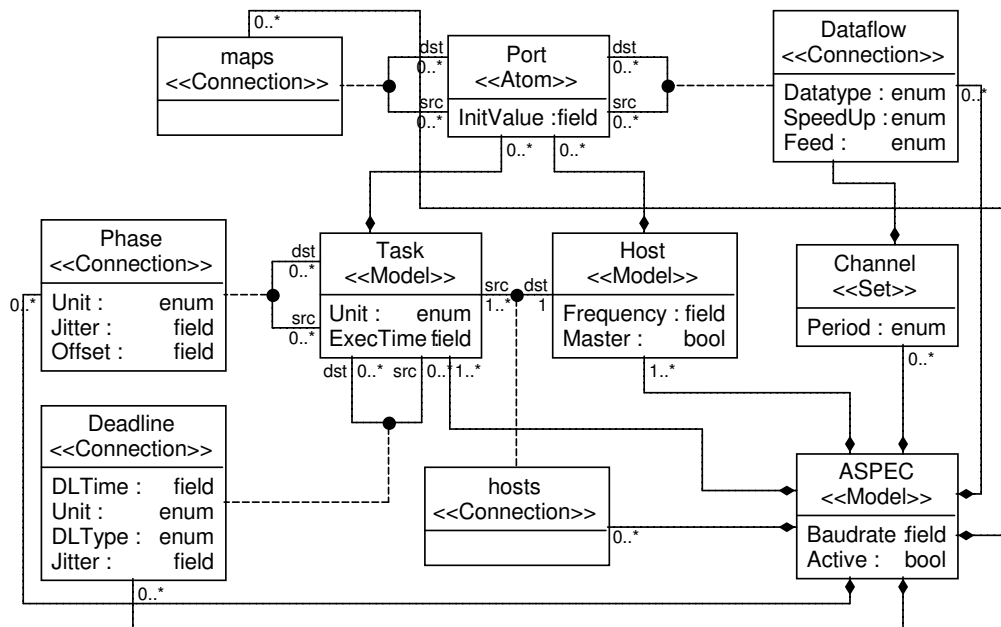 0..*
maps
<<Connection>>
dst
0..*
src
0..*
Port
<<Atom>>
InitValue :field
dst
0..*
src
0..*
0..*
0..*
Dataflow
<<Connection>>
Datatype : enum
SpeedUp : enum
Feed : enum
0..*
Phase
<<Connection>>
Unit : enum
Jitter : field
Offset : field
0..*
dst
0..*
src
0..*
Task
<<Model>>
Unit : enum
ExecTime field
src
1..*
dst
1
Host
<<Model>>
Frequency : field
Master : bool
Channel
<<Set>>
Period : enum
dst
0..*
src
0..*
1..*
1..*
0..*
Deadline
<<Connection>>
DLTime : field
Unit : enum
DLType : enum
Jitter : field
0..*
hosts
<<Connection>>
0..*
ASPEC
<<Model>>
Baudrate :field
Active : bool